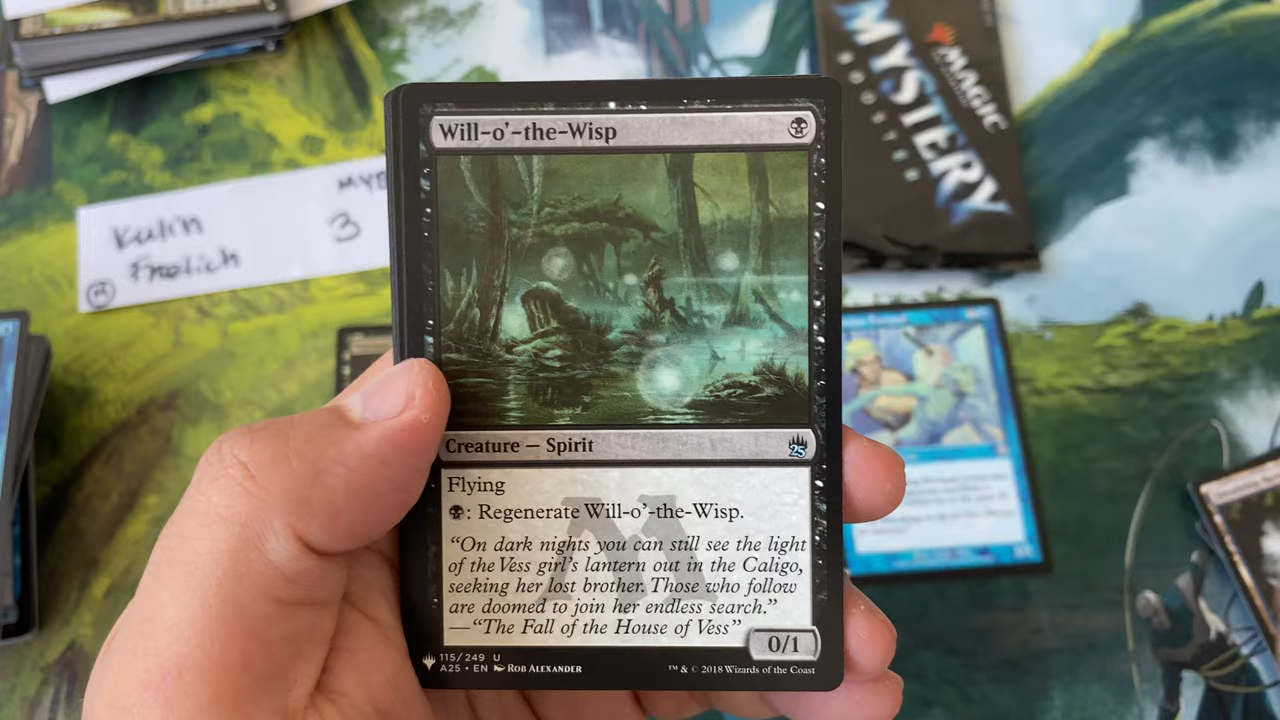 MAGIC
MYSTERY
BOOSTER
Kalin
Frolich
3
Will-o'-the-Wisp
Creature — Spirit
25
Flying
: Regenerate Will-o'-the-Wisp.
“On dark nights you can still see the light
of the Vess girl's lantern out in the Caligo,
seeking her lost brother. Those who follow
are doomed to join her endless search.”
—“The Fall of the House of Vess”
0/1
115/249 U
A25 • EN Rob Alexander
™ & © 2018 Wizards of the Coast